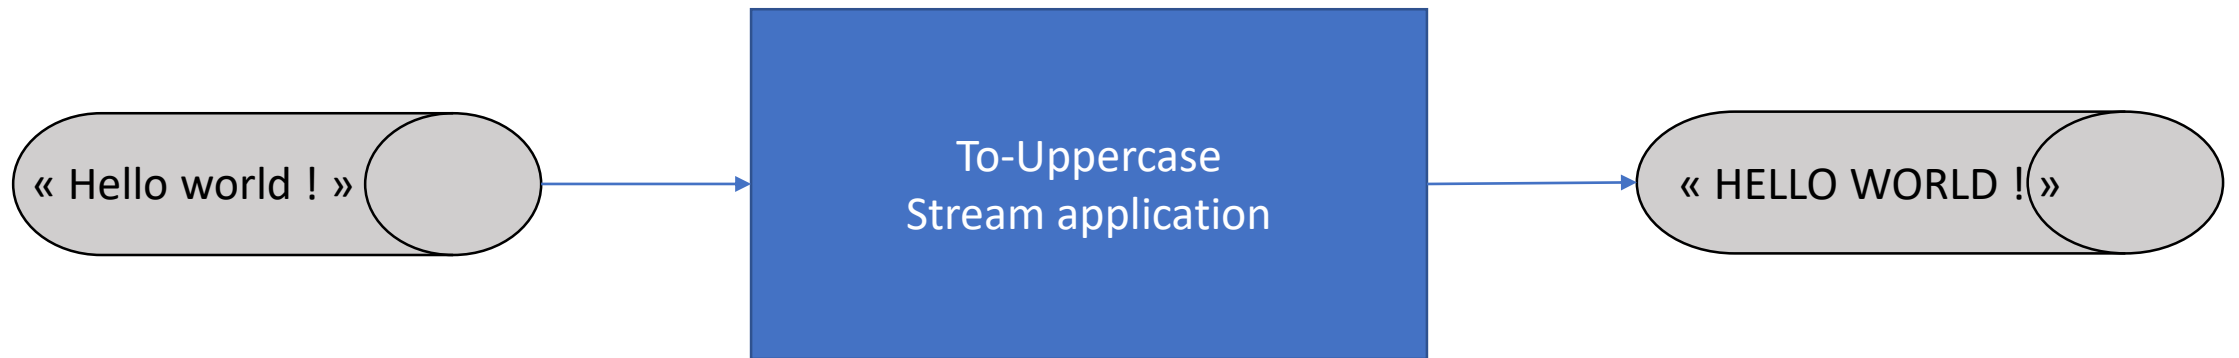 « Hello world ! »
To-Uppercase
Stream application
« HELLO WORLD ! »